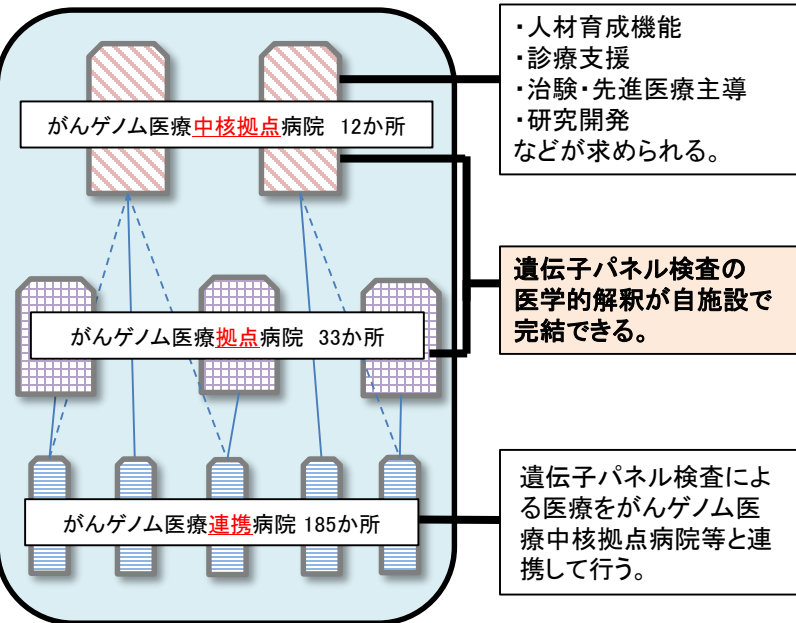 ・人材育成機能
・診療支援
・治験・先進医療主導
・研究開発
などが求められる。
がんゲノム医療中核拠点病院 12か所
遺伝子パネル検査の
医学的解釈が自施設で
完結できる。
がんゲノム医療拠点病院 33か所
遺伝子パネル検査によ
る医療をがんゲノム医
療中核拠点病院等と連
携して行う。
がんゲノム医療連携病院 185か所